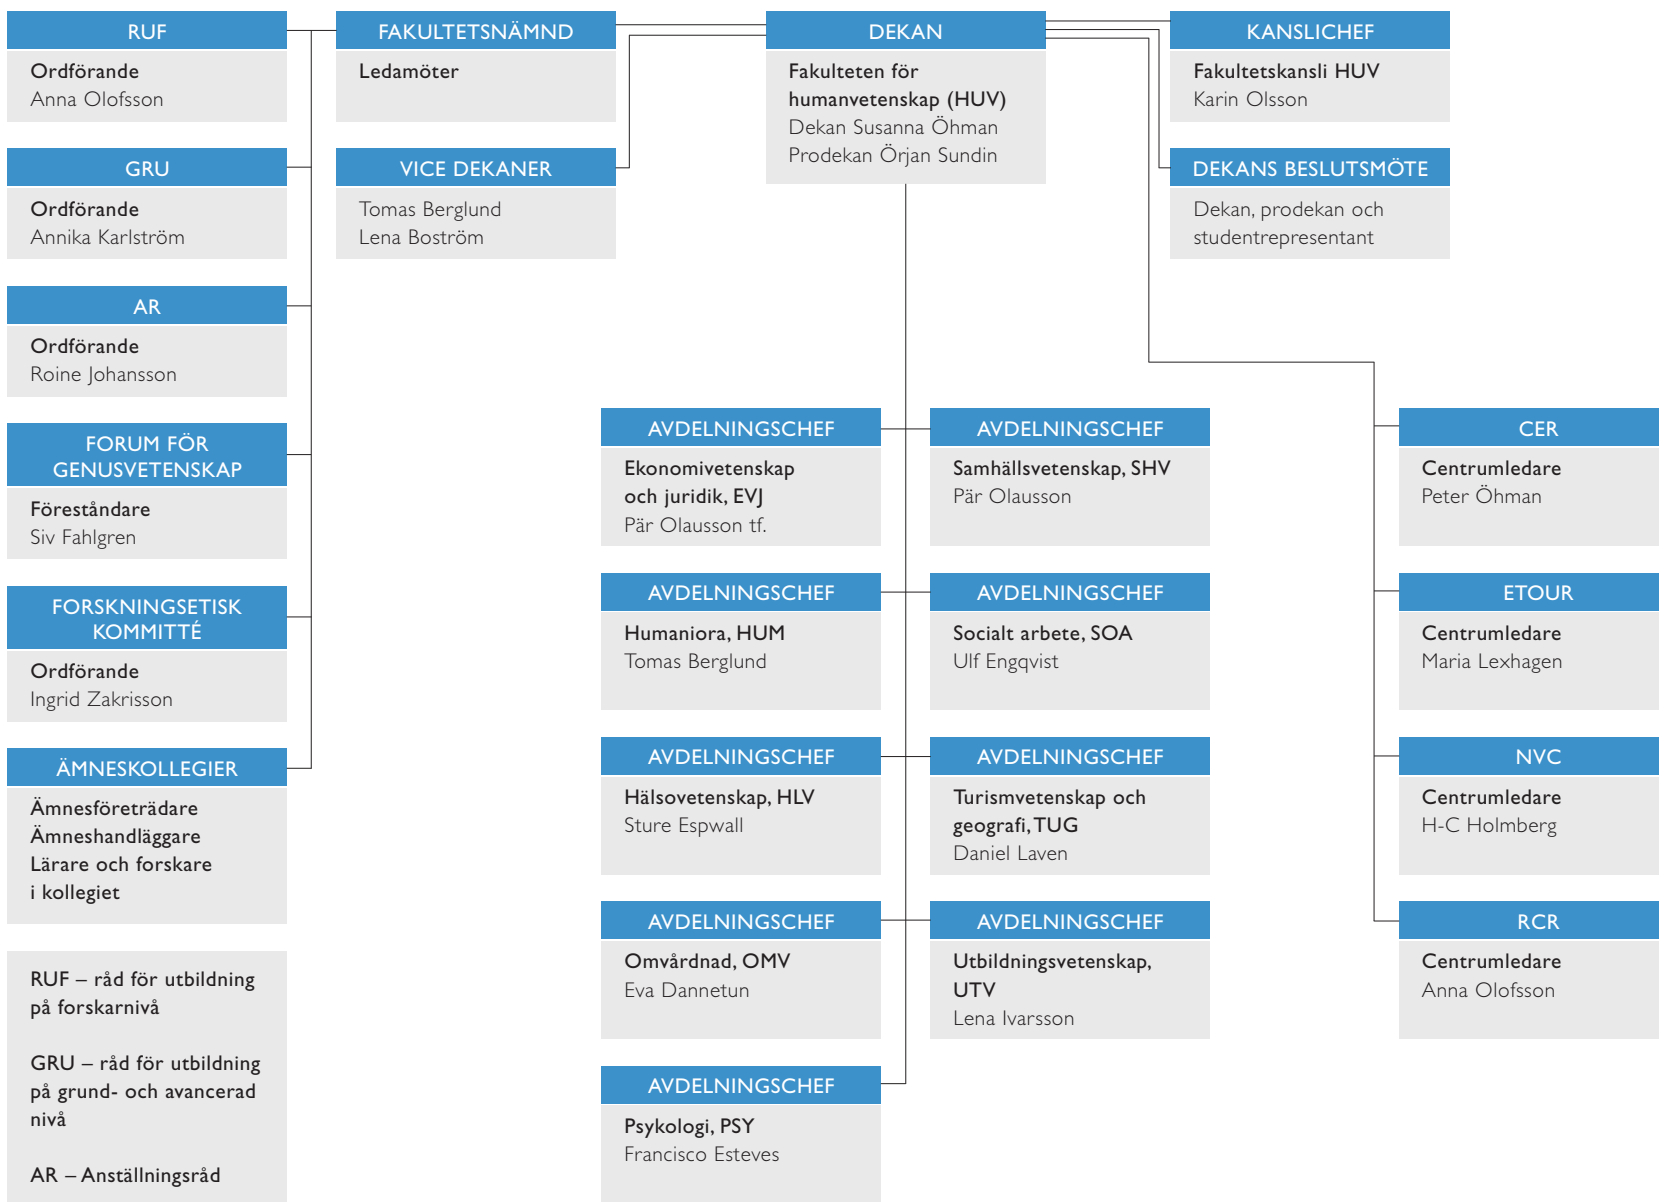 RUF
Ordförande
Anna Olofsson
GRU
Ordförande
Annika Karlström
AR
Ordförande
Roine Johansson
FORUM FÖR
GENUSVETENSKAP
Föreståndare
Siv Fahlgren
FORSKNINGSETISK
KOMMITTÉ
Ordförande
Ingrid Zakrisson
ÄMNESKOLLEGIER
Ämnesföreträdare
Ämneshandläggare
Lärare och forskare
i kollegiet
RUF – råd för utbildning
på forskarnivå
GRU – råd för utbildning
på grund- och avancerad
nivå
AR – Anställningsråd
FAKULTETSNÄMND
Ledamöter
VICE DEKANER
Tomas Berglund
Lena Boström
DEKAN
Fakulteten för
humanvetenskap (HUV)
Dekan Susanna Öhman
Prodekan Örjan Sundin
KANSLICHEF
Fakultetskansli HUV
Karin Olsson
DEKANS BESLUTSMÖTE
Dekan, prodekan och
studentrepresentant
AVDELNINGSCHEF
Ekonomivetenskap
och juridik, EVJ
Pär Olausson tf.
AVDELNINGSCHEF
Samhällsvetenskap, SHV
Pär Olausson
AVDELNINGSCHEF
Humaniora, HUM
Tomas Berglund
AVDELNINGSCHEF
Socialt arbete, SOA
Ulf Engqvist
AVDELNINGSCHEF
Hälsovetenskap, HLV
Sture Espwall
AVDELNINGSCHEF
Turismvetenskap och
geografi, TUG
Daniel Laven
AVDELNINGSCHEF
Omvårdnad, OMV
Eva Dannetun
AVDELNINGSCHEF
Utbildningsvetenskap,
UTV
Lena Ivarsson
AVDELNINGSCHEF
Psykologi, PSY
Francisco Esteves
CER
Centrumledare
Peter Öhman
ETOUR
Centrumledare
Maria Lexhagen
NVC
Centrumledare
H-C Holmberg
RCR
Centrumledare
Anna Olofsson